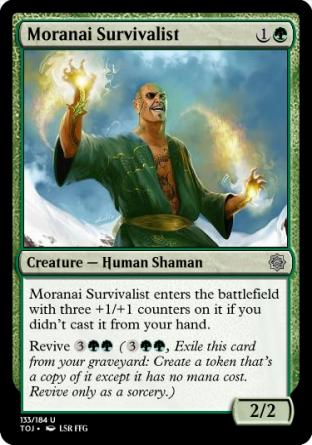 Moranai Survivalist 1
Creature — Human Shaman
Moranai Survivalist enters the battlefield
with three +1/+1 counters on it if you
didn't cast it from your hand.
Revive 3 ( 3 , Exile this card
from your graveyard: Create a token that's
a copy of it except it has no mana cost.
Revive only as a sorcery.)
2/2
133/184 U
TOJ • LSR FFG